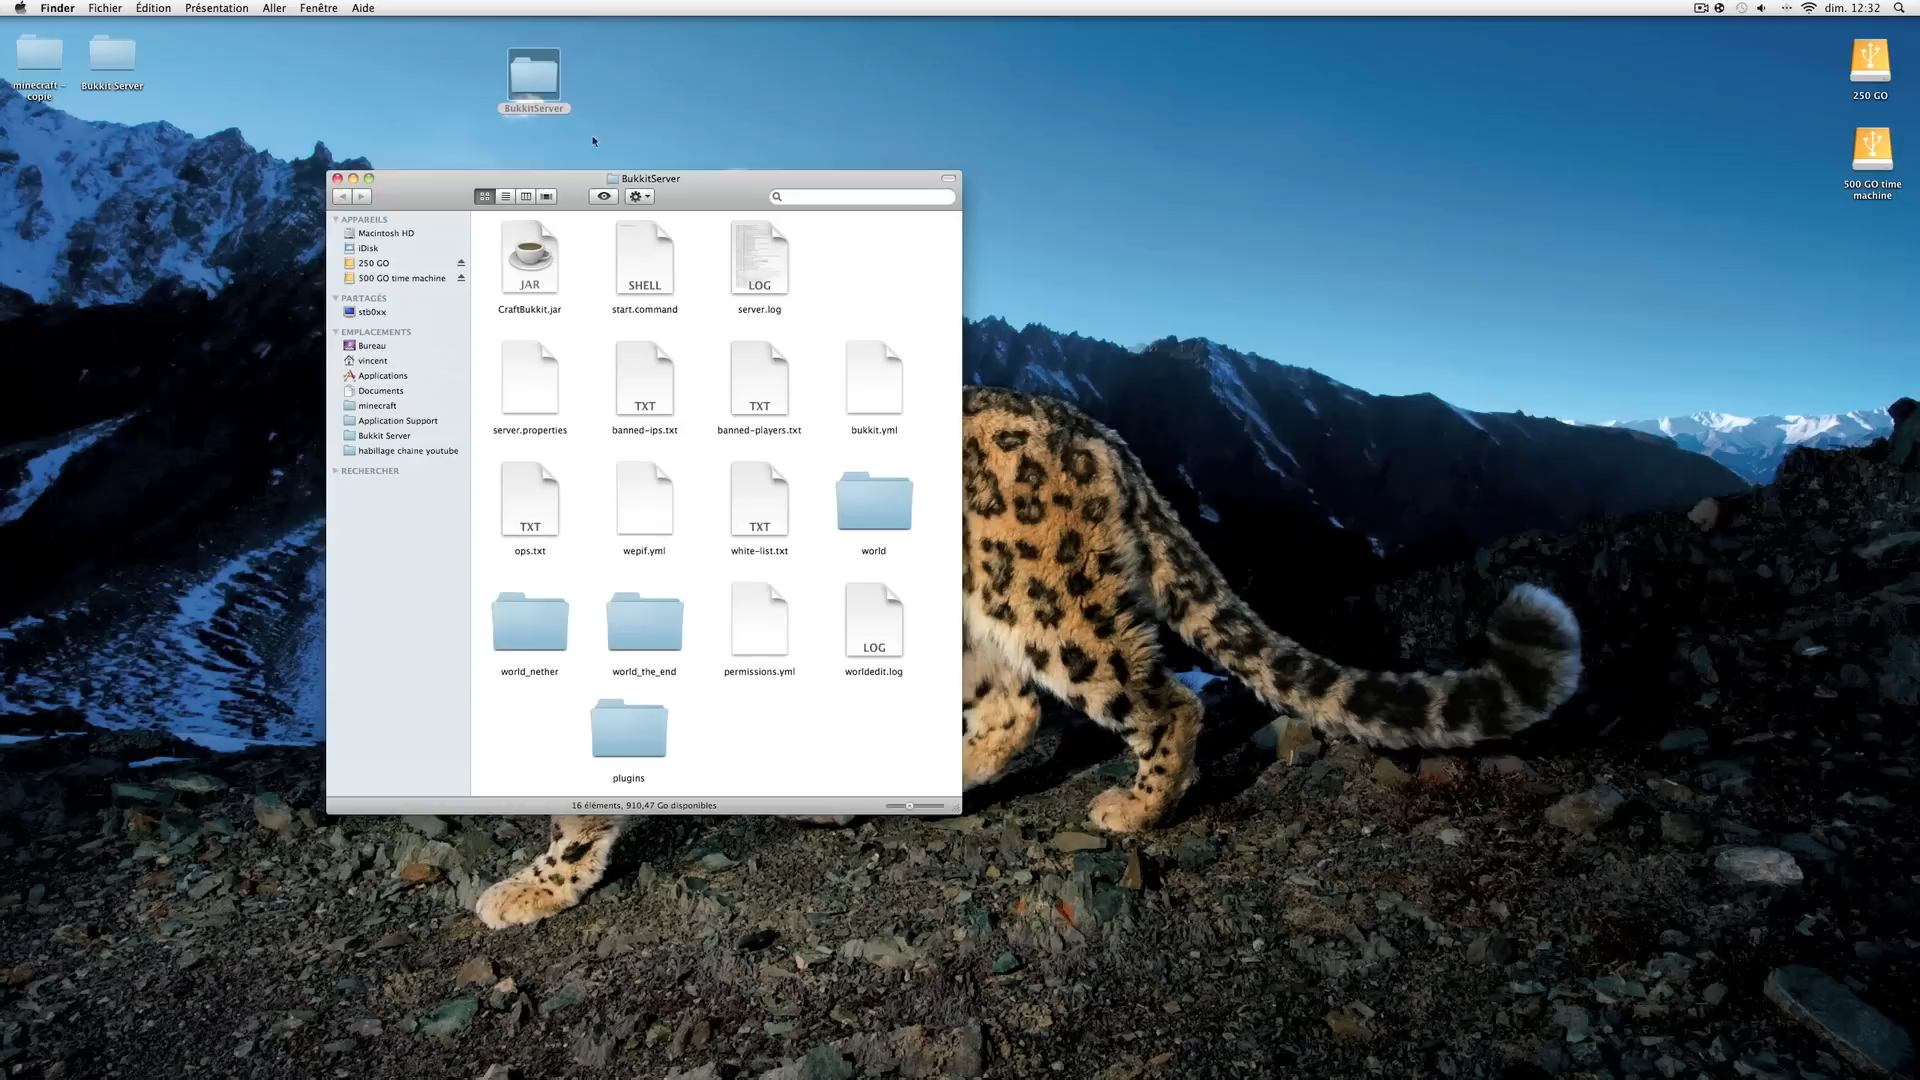 Finder Fichier Édition Présentation Aller Fenêtre Aide dim. 12:32
minecraft - copie
Bukkit Server
BukkitServer
250 GO
500 GO time machine
BukkitServer
APPAREILS
Macintosh HD
iDisk
250 GO
500 GO time machine
PARTAGÉS
stb0xx
EMPLACEMENTS
Bureau
vincent
Applications
Documents
minecraft
Application Support
Bukkit Server
habillage chaine youtube
RECHERCHER
JAR SHELL LOG
CraftBukkit.jar start.command server.log
TXT TXT
server.properties banned-ips.txt banned-players.txt bukkit.yml
TXT TXT
ops.txt wepif.yml white-list.txt world
LOG
world_nether world_the_end permissions.yml worldedit.log
plugins
16 éléments, 910,47 Go disponibles